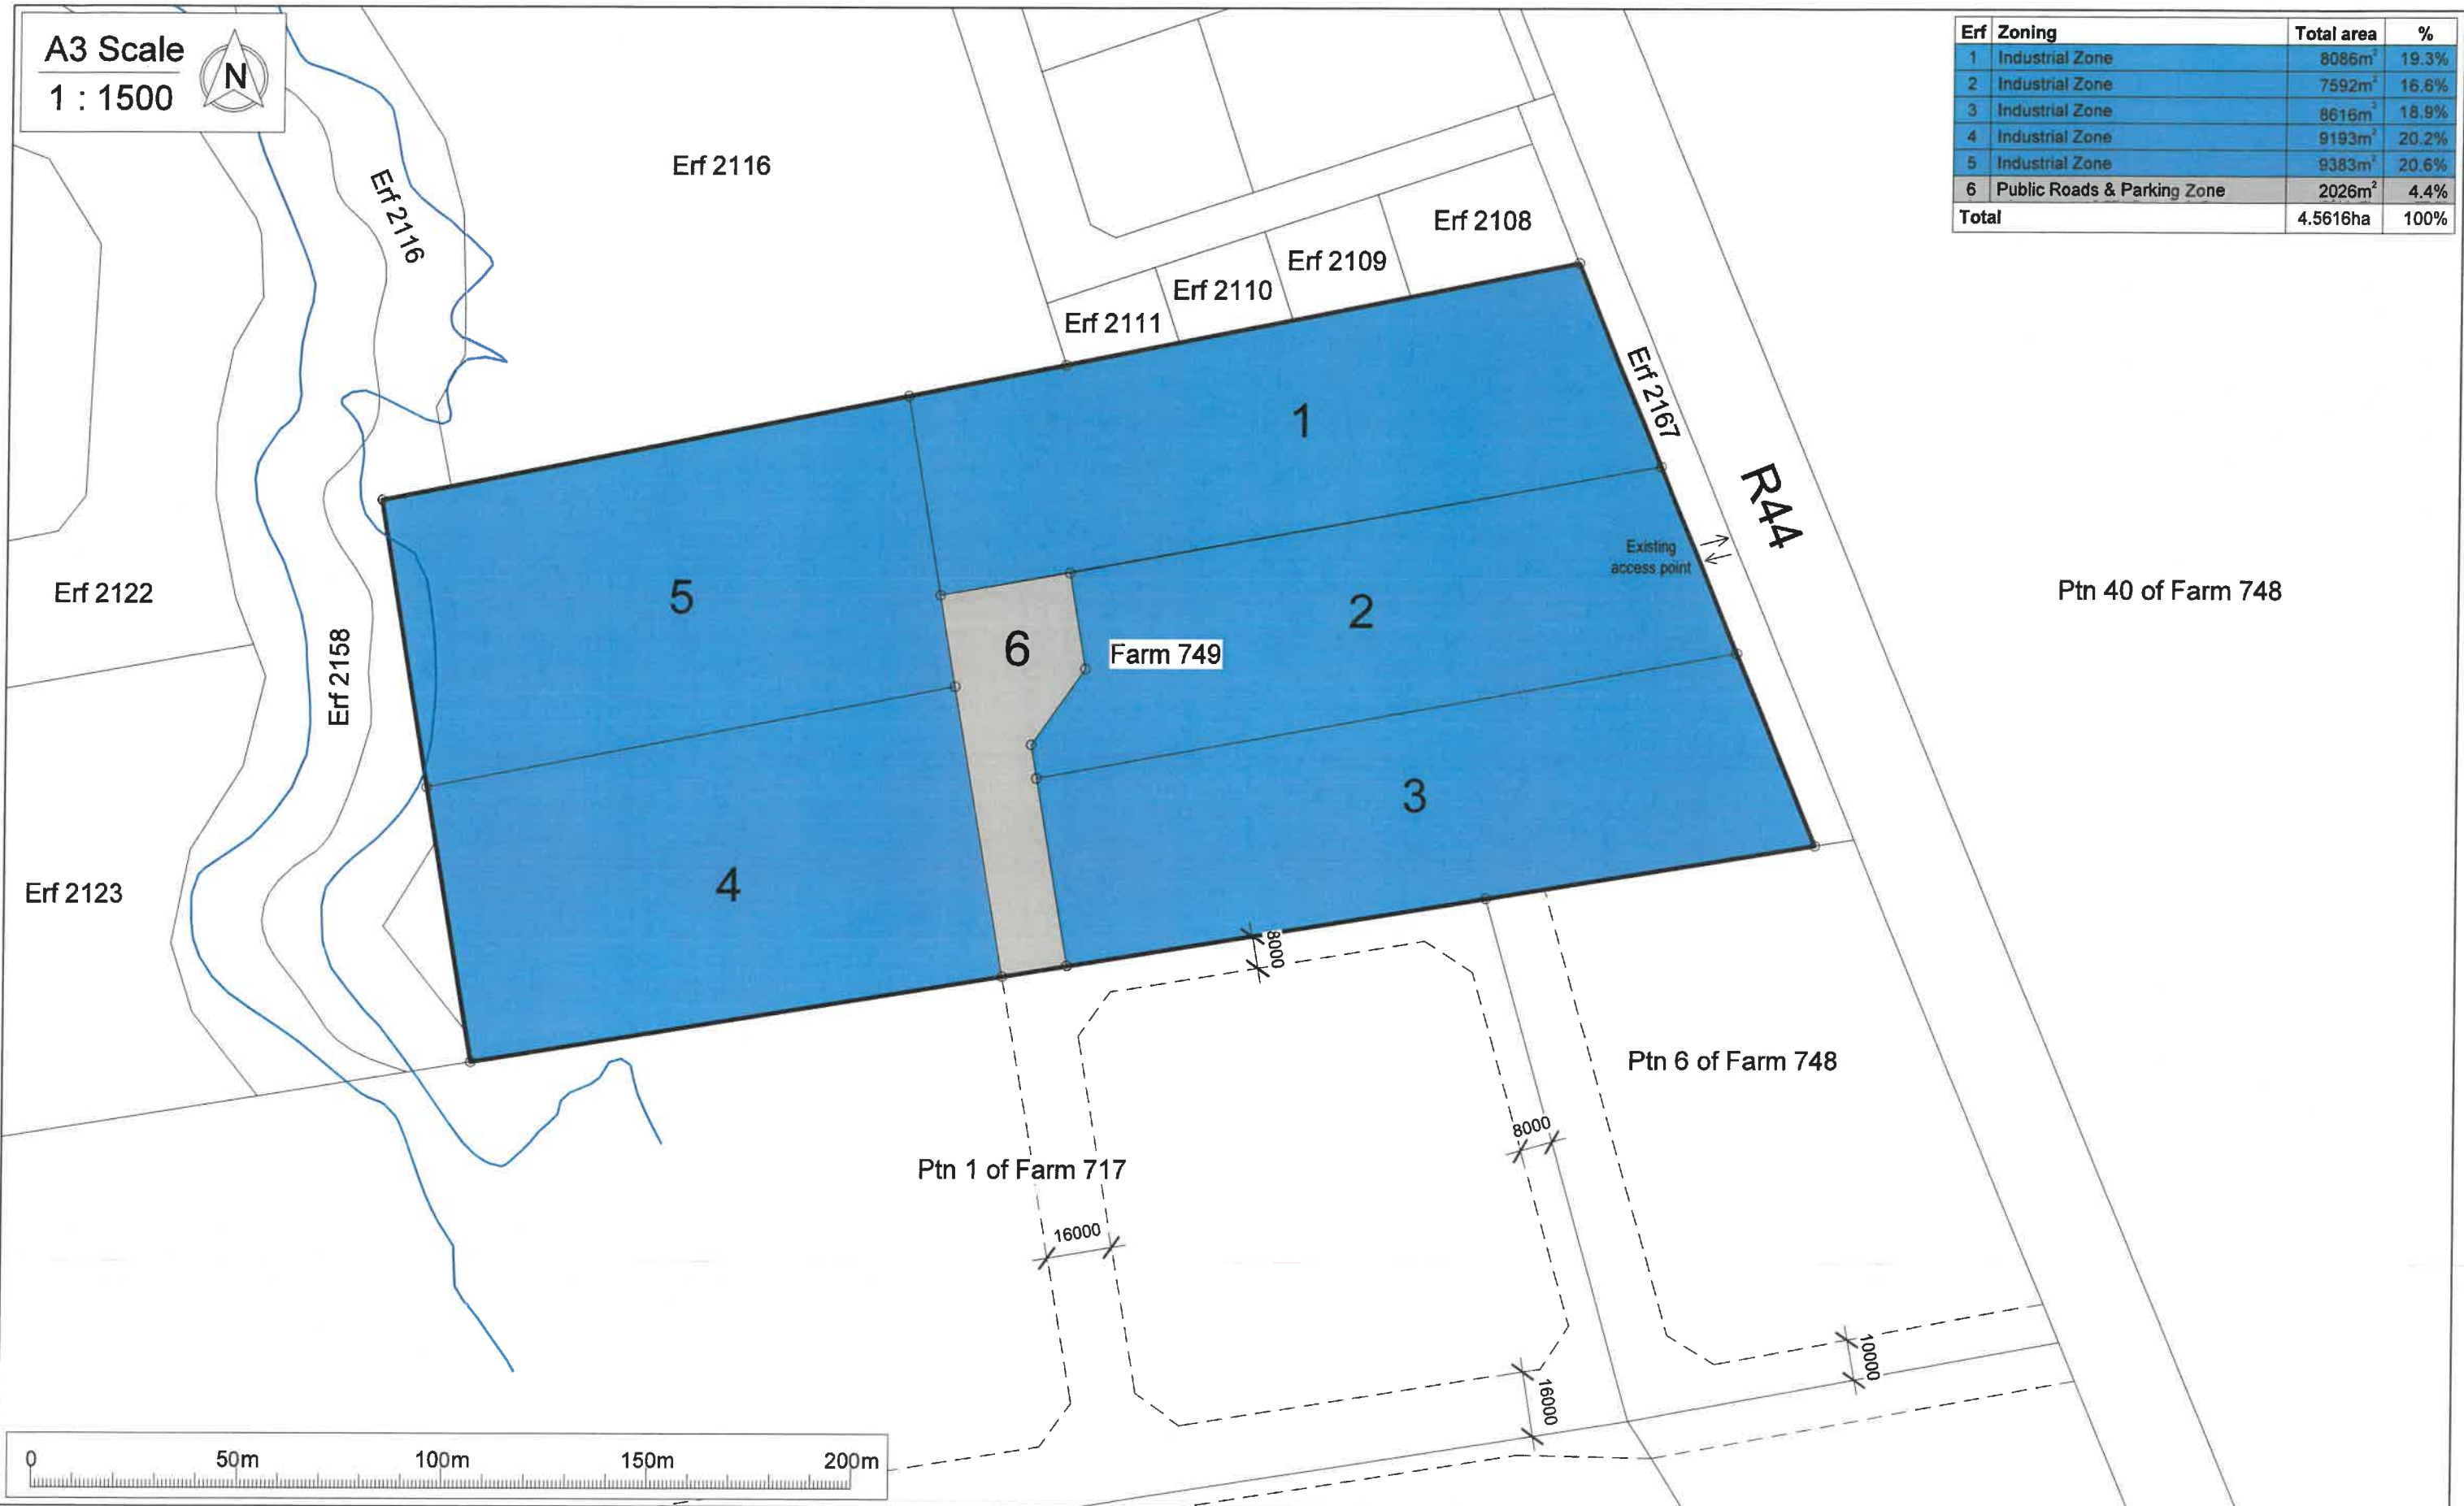 A3 Scale
1 : 1500
N
Erf Zoning Total area %
1 Industrial Zone 8086m² 19.3%
2 Industrial Zone 7592m² 16.6%
3 Industrial Zone 8616m² 18.9%
4 Industrial Zone 9193m² 20.2%
5 Industrial Zone 9383m² 20.6%
6 Public Roads & Parking Zone 2026m² 4.4%
Total 4.5616ha 100%
Erf 2116
Erf 2116
Erf 2108
Erf 2109
Erf 2110
Erf 2111
Erf 2167
R44
1
Existing
access point
5
2
6
Farm 749
Erf 2122
Ptn 40 of Farm 748
Erf 2158
3
4
Erf 2123
8000
Ptn 6 of Farm 748
8000
Ptn 1 of Farm 717
16000
10000
16000
0 50m 100m 150m 200m